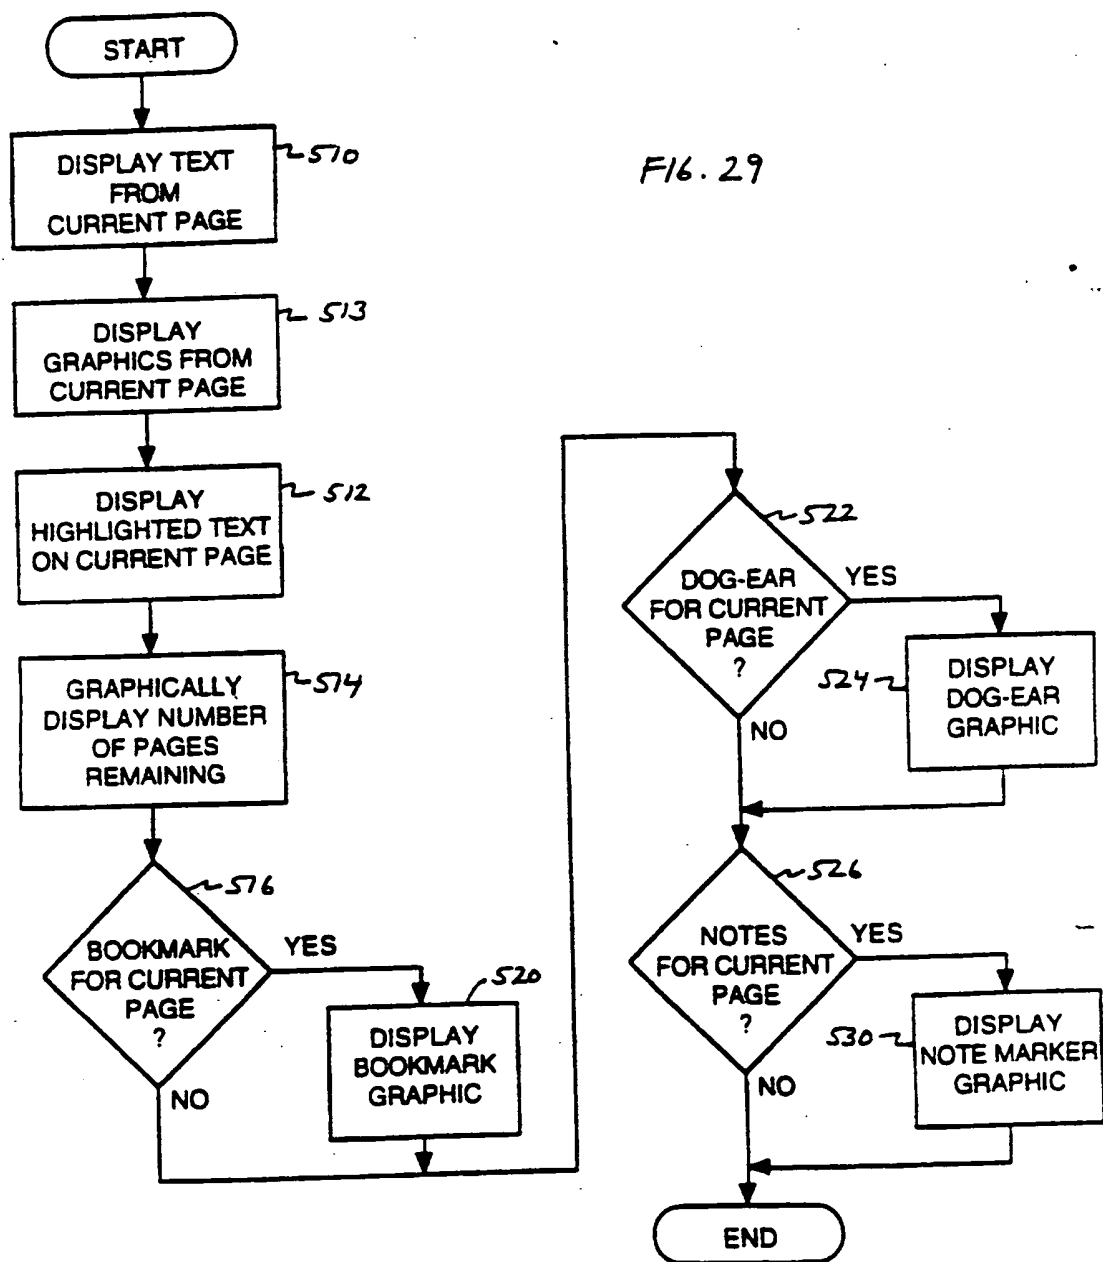 START
DISPLAY TEXT
FROM
CURRENT PAGE
510
FIG. 29
DISPLAY
GRAPHICS FROM
CURRENT PAGE
513
DISPLAY
HIGHLIGHTED TEXT
ON CURRENT PAGE
512
GRAPHICALLY
DISPLAY NUMBER
OF PAGES
REMAINING
514
BOOKMARK
FOR CURRENT
PAGE
?
516
YES
NO
520
DISPLAY
BOOKMARK
GRAPHIC
522
DOG-EAR
FOR CURRENT
PAGE
?
YES
NO
524
DISPLAY
DOG-EAR
GRAPHIC
526
NOTES
FOR CURRENT
PAGE
?
YES
NO
530
DISPLAY
NOTE MARKER
GRAPHIC
END